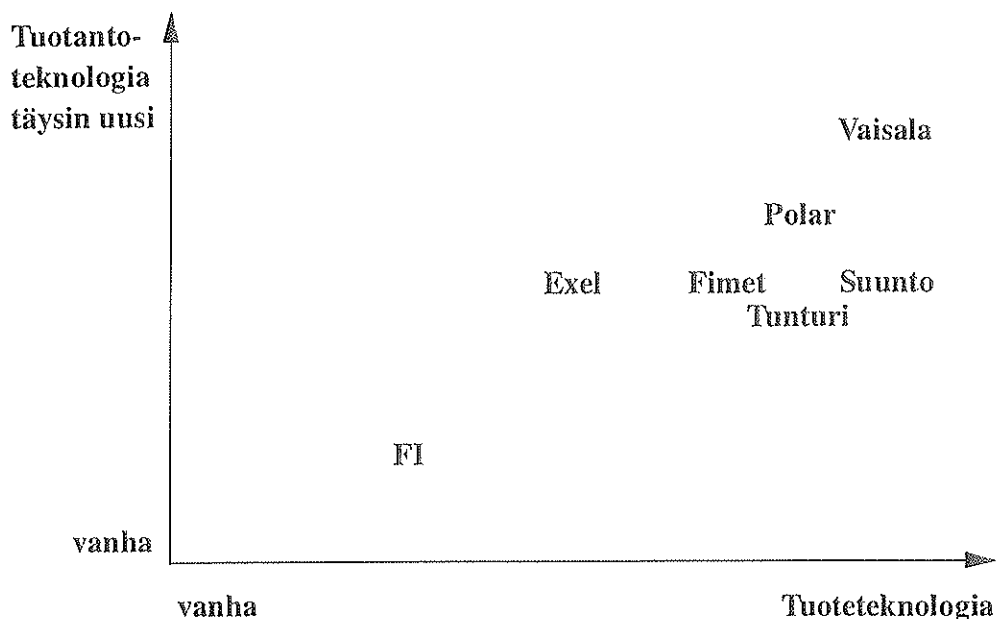 Tuotanto-
teknologia
täysin uusi
Vaisala
Polar
Exel Fimet Suunto
Tunturi
FI
vanha
vanha Tuoteteknologia